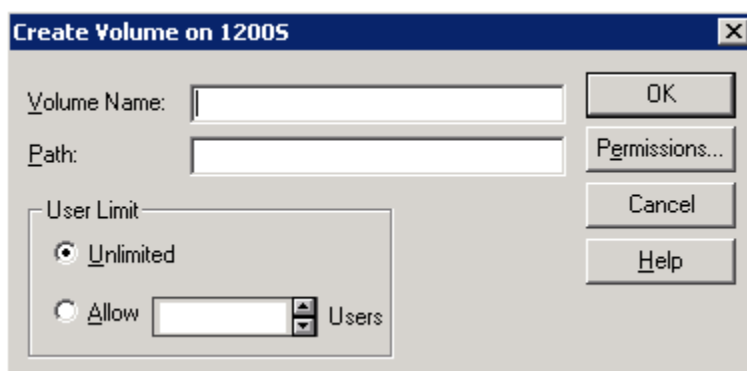 Create Volume on 1200S
Volume Name:
OK
Path:
Permissions...
User Limit
Cancel
Unlimited
Help
Allow Users